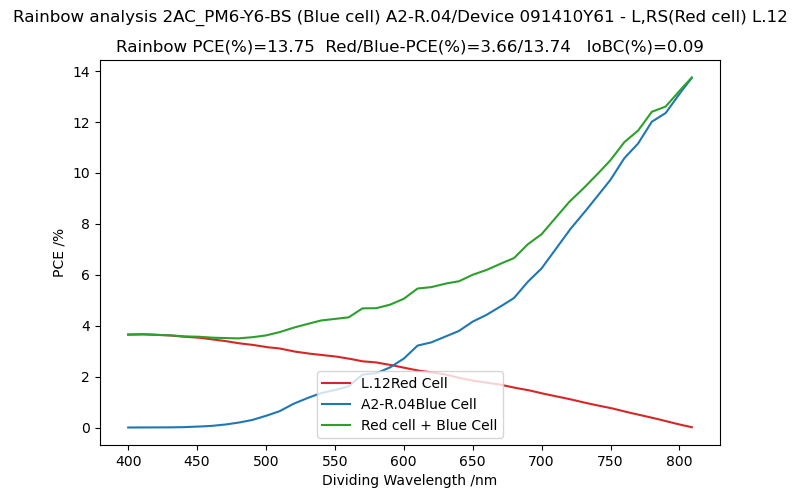 Rainbow analysis 2AC_PM6-Y6-BS (Blue cell) A2-R.04/Device 091410Y61 - L,RS(Red cell) L.12
Rainbow PCE(%)=13.75  Red/Blue-PCE(%)=3.66/13.74   IoBC(%)=0.09
14
12
10
8
6
4
2
0
PCE /%
L.12Red Cell
A2-R.04Blue Cell
Red cell + Blue Cell
400 450 500 550 600 650 700 750 800
Dividing Wavelength /nm